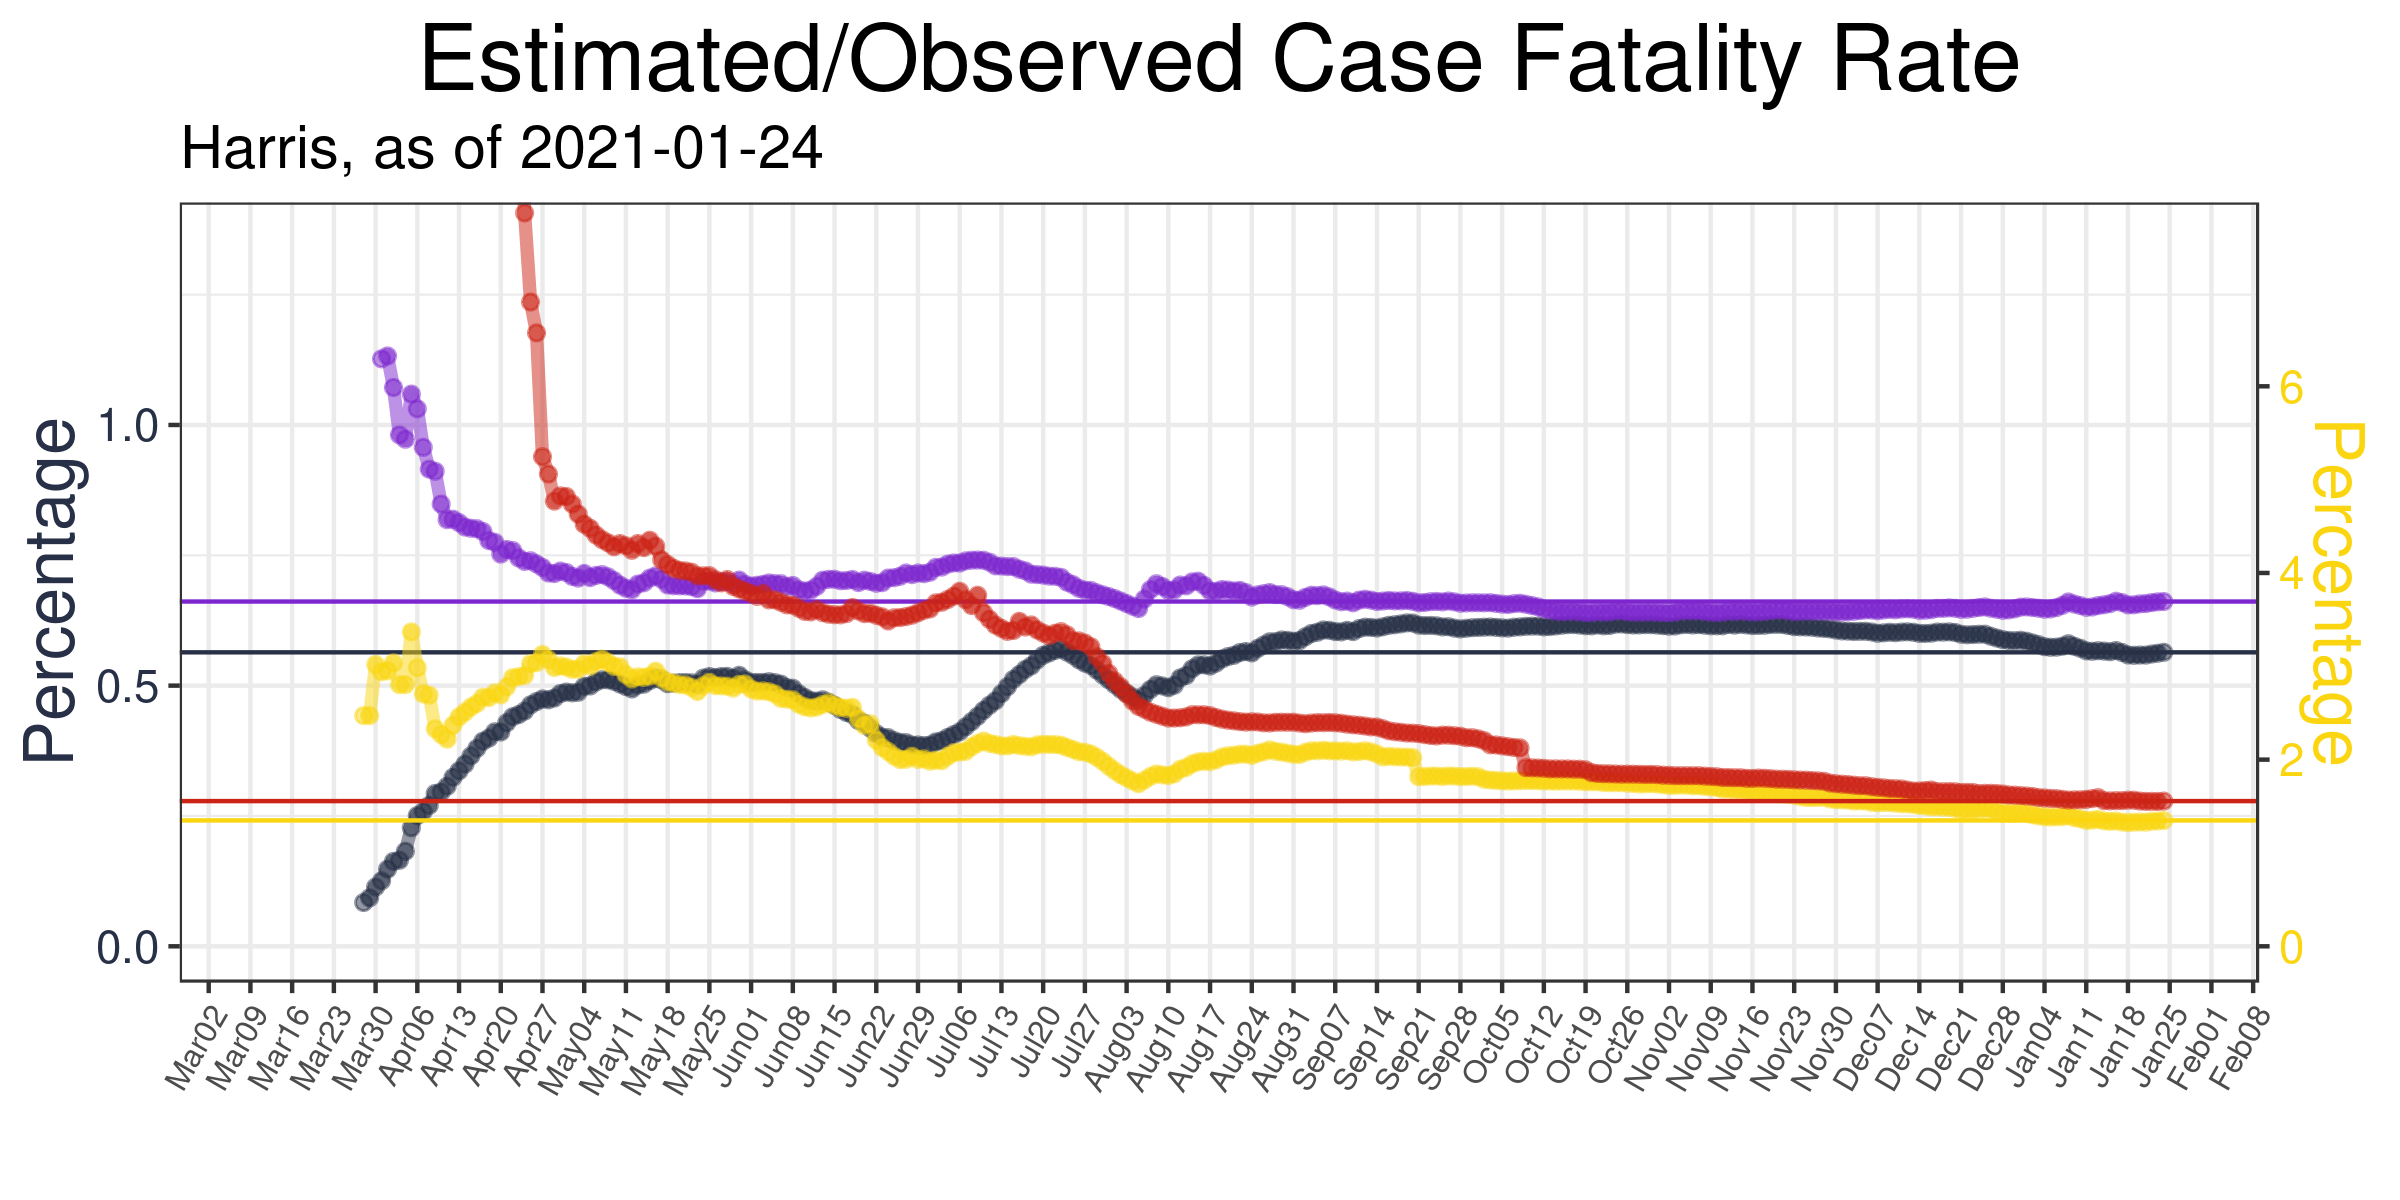 Estimated/Observed Case Fatality Rate
Harris, as of 2021-01-24
Percentage
1.0
0.5
0.0
6
4
2
0
Percentage
Mar02
Mar09
Mar16
Mar23
Mar30
Apr06
Apr13
Apr20
Apr27
May04
May11
May18
May25
Jun01
Jun08
Jun15
Jun22
Jun29
Jul06
Jul13
Jul20
Jul27
Aug03
Aug10
Aug17
Aug24
Aug31
Sep07
Sep14
Sep21
Sep28
Oct05
Oct12
Oct19
Oct26
Nov02
Nov09
Nov16
Nov23
Nov30
Dec07
Dec14
Dec21
Dec28
Jan04
Jan11
Jan18
Jan25
Feb01
Feb08